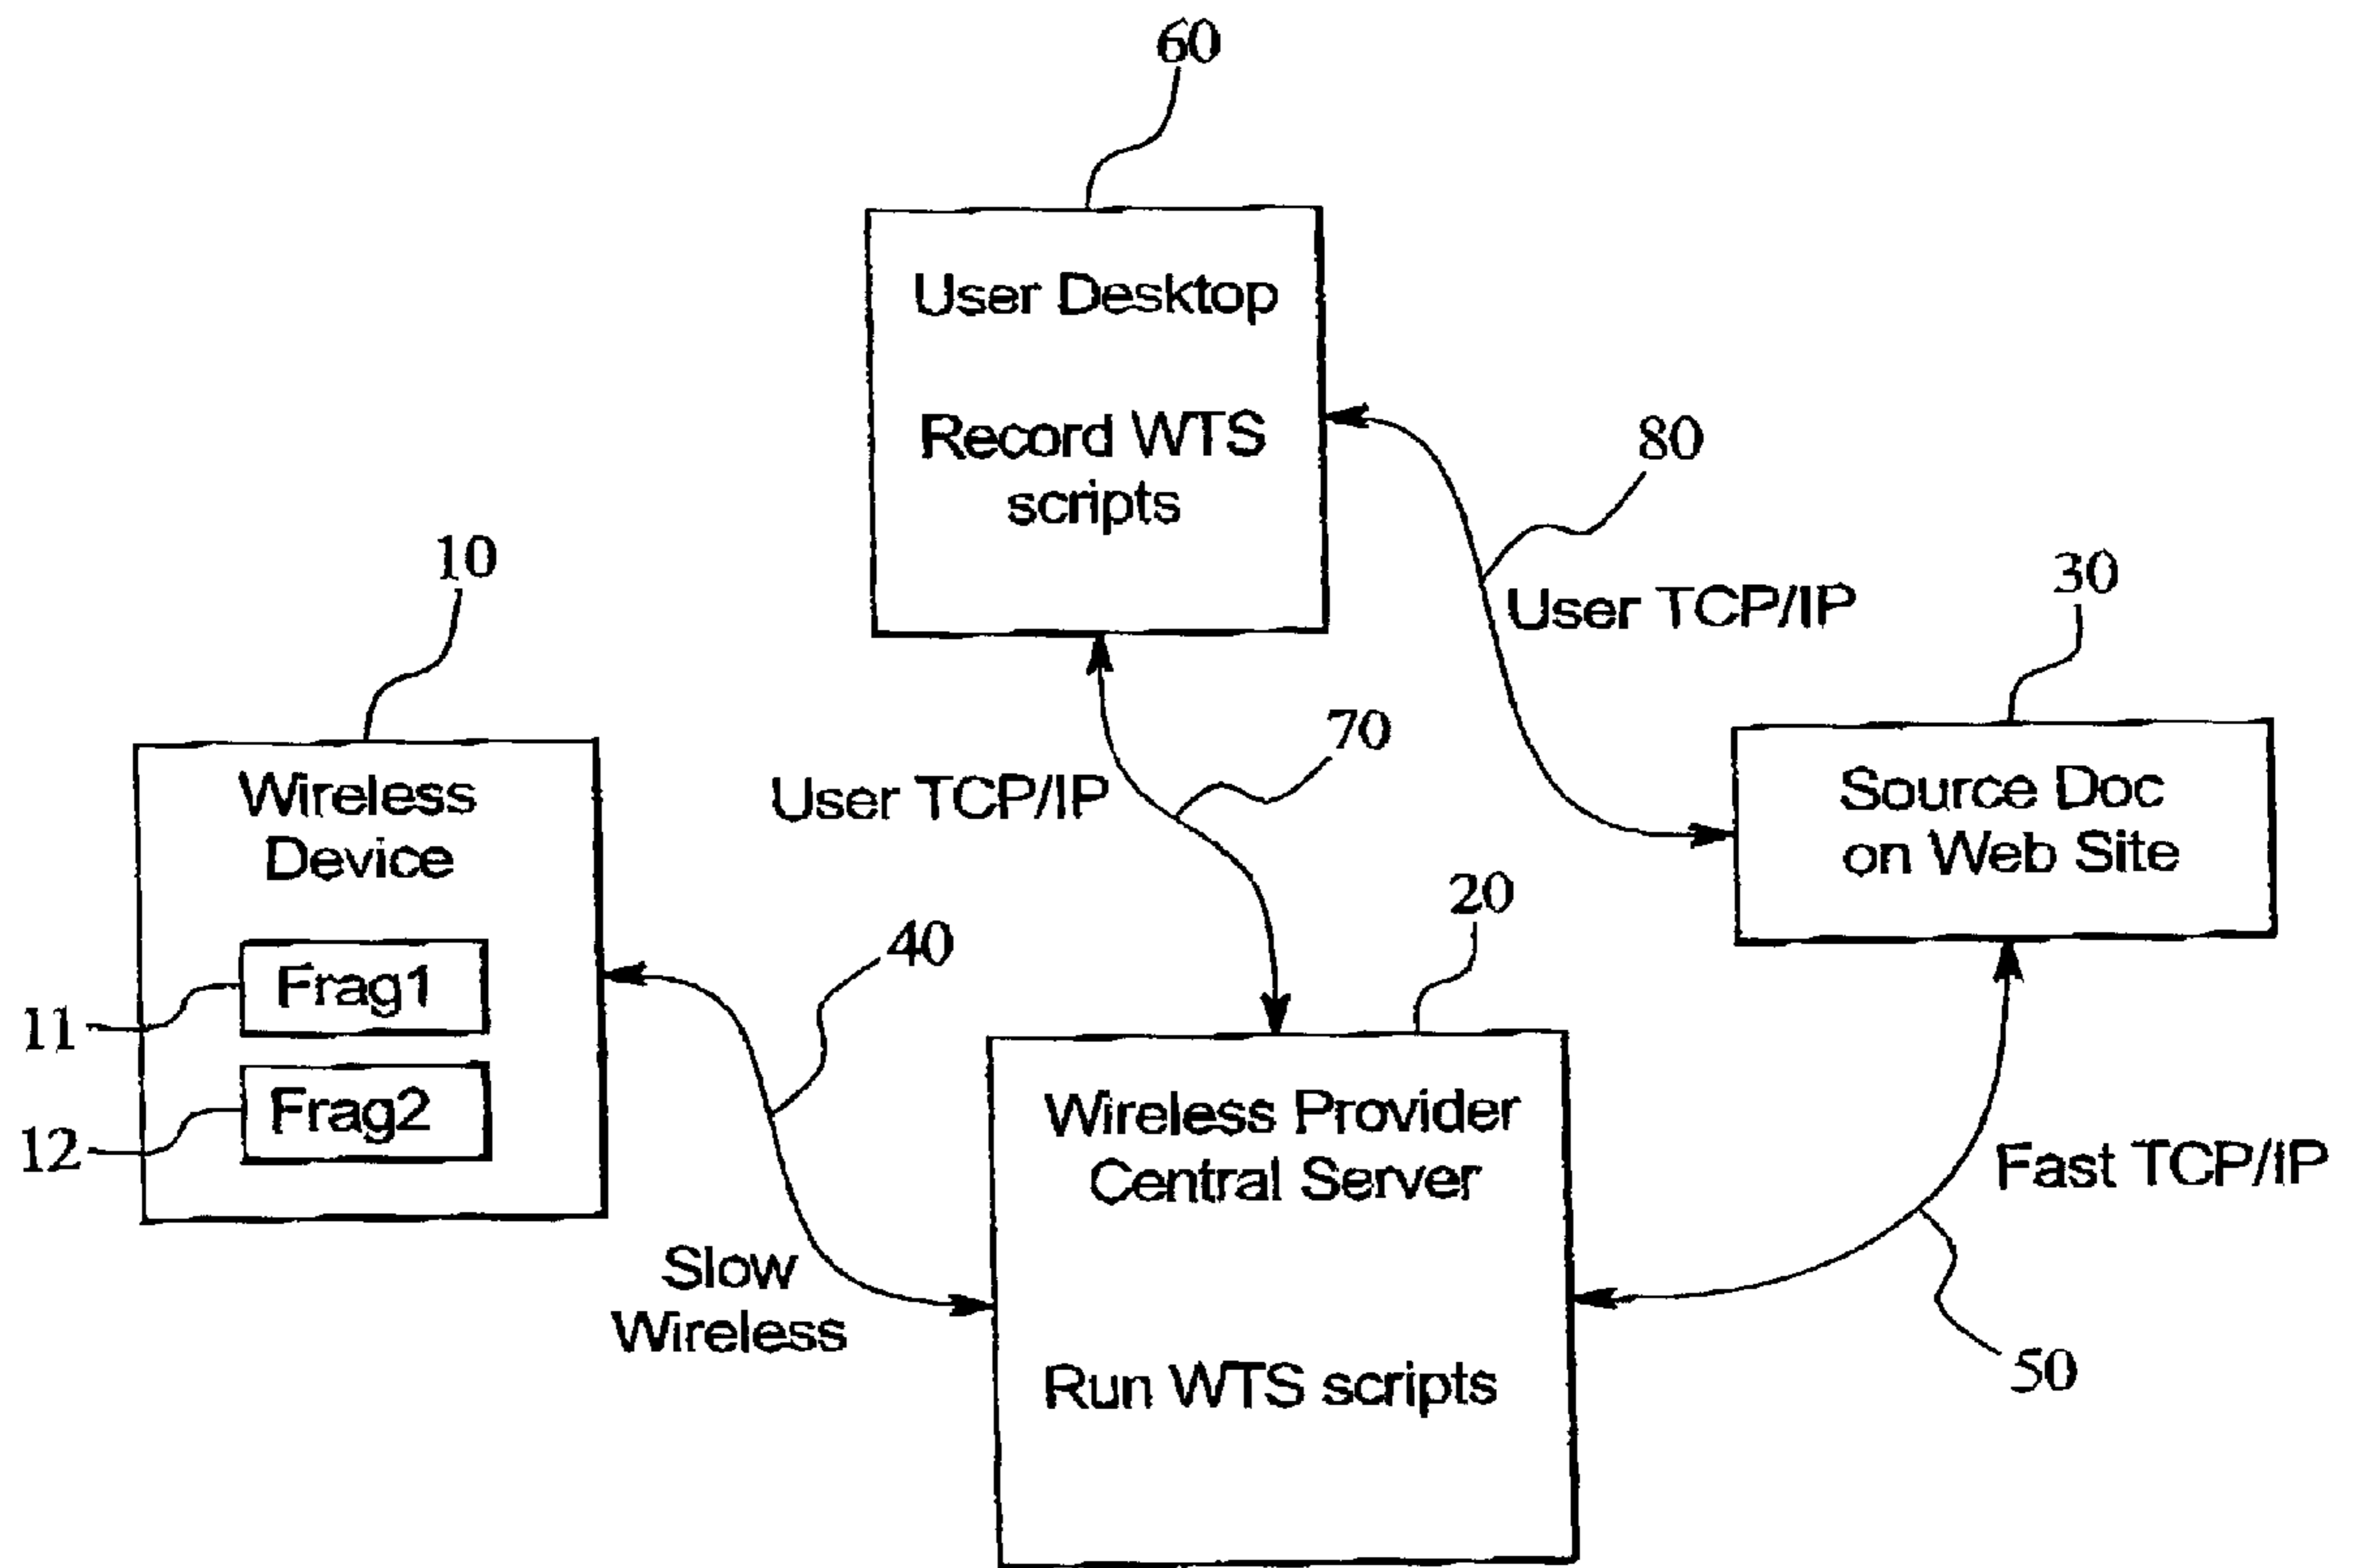 60
User Desktop
Record WTS
scripts
80
User TCP/IP
10
30
Wireless
Device
Frag1
11
Frag2
12
70
User TCP/IP
Source Doc
on Web Site
40
20
Slow
Wireless
Wireless Provider
Central Server
Run WTS scripts
Fast TCP/IP
50